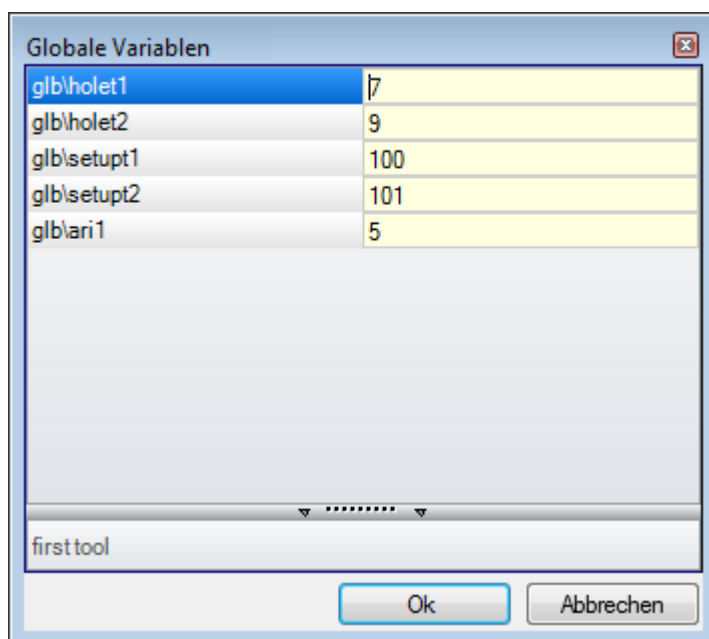 Globale Variablen
glb\holet1 7
glb\holet2 9
glb\setupt1 100
glb\setupt2 101
glb\ari1 5
first tool
Ok Abbrechen